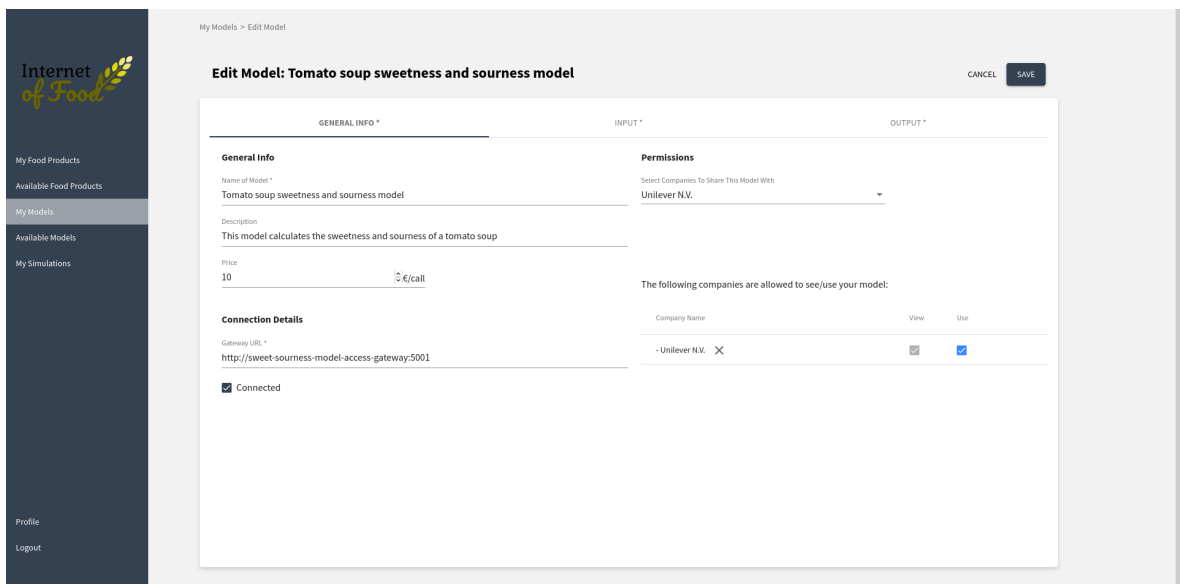 My Models > Edit Model
Internet
of Food
Edit Model: Tomato soup sweetness and sourness model
CANCEL
SAVE
GENERAL INFO *
INPUT *
OUTPUT *
My Food Products
Available Food Products
My Models
Available Models
My Simulations
Profile
Logout
General Info
Name of Model *
Tomato soup sweetness and sourness model
Description
This model calculates the sweetness and sourness of a tomato soup
Price
10
€/call
Connection Details
Gateway URL *
http://sweet-sourness-model-access-gateway:5001
Connected
Permissions
Select Companies To Share This Model With
Unilever N.V.
The following companies are allowed to see/use your model:
Company Name
View
Use
- Unilever N.V.